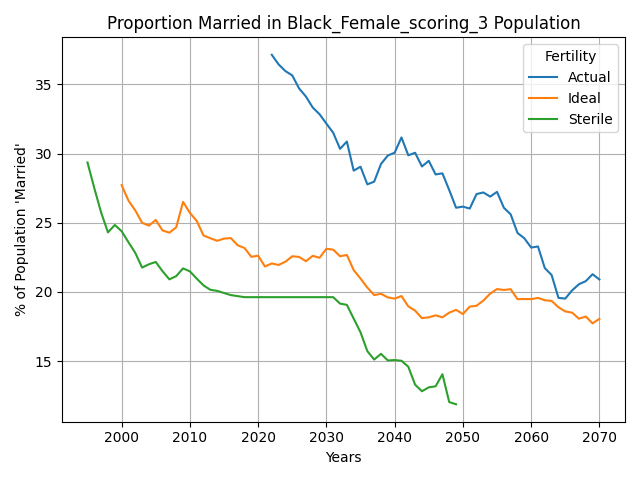 Proportion Married in Black_Female_scoring_3 Population
% of Population 'Married'
35
30
25
20
15
Fertility
Actual
Ideal
Sterile
2000 2010 2020 2030 2040 2050 2060 2070
Years